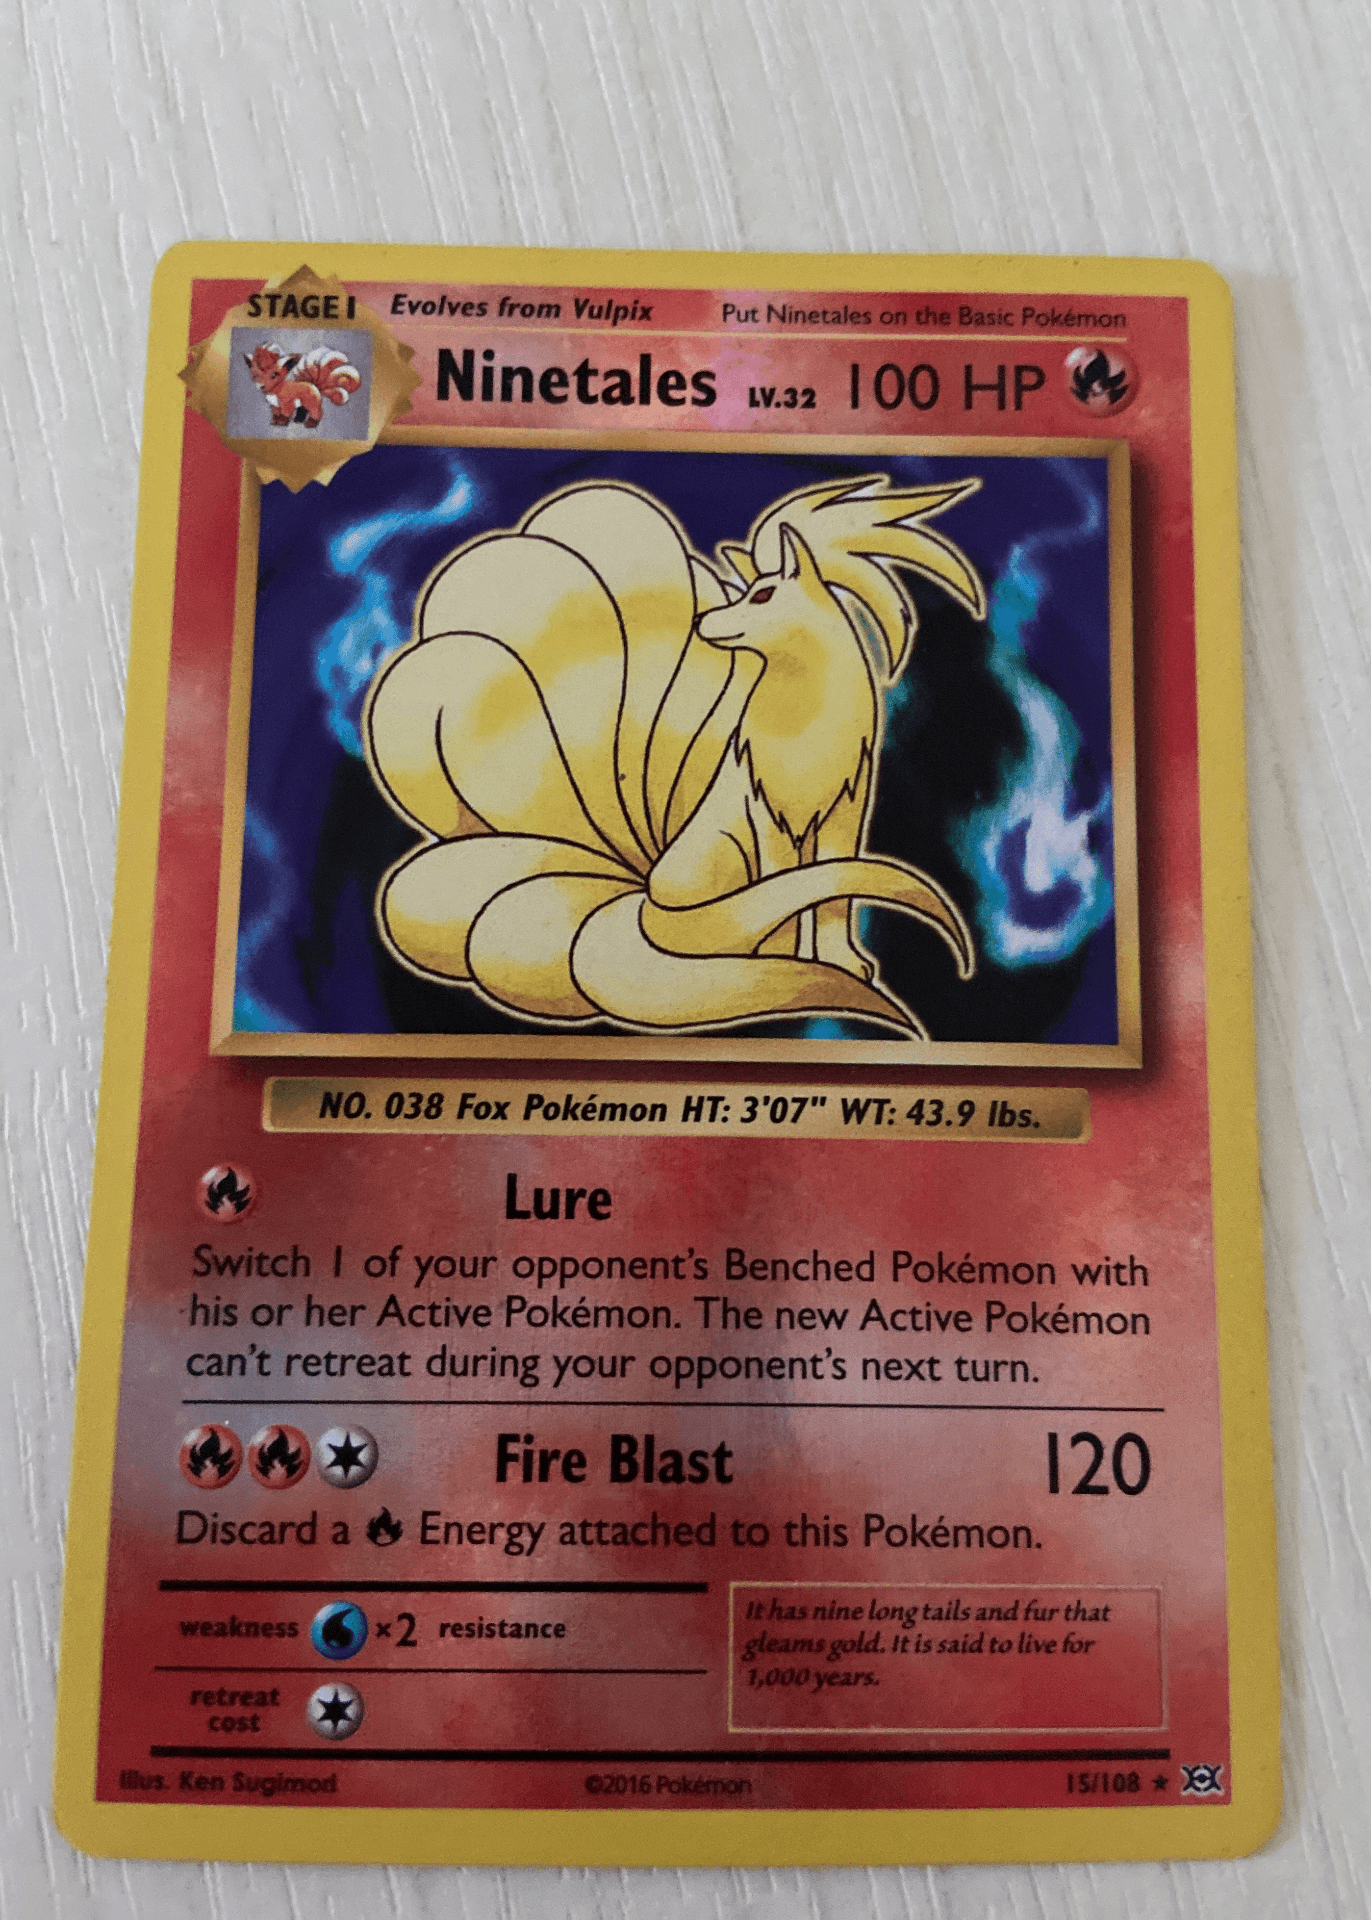 STAGE 1 Evolves from Vulpix Put Ninetales on the Basic Pokémon
Ninetales LV.32 100 HP
NO. 038 Fox Pokémon HT: 3'07" WT: 43.9 lbs.
Lure
Switch 1 of your opponent's Benched Pokémon with
his or her Active Pokémon. The new Active Pokémon
can't retreat during your opponent's next turn.
Fire Blast 120
Discard a Energy attached to this Pokémon.
weakness ×2 resistance
It has nine long tails and fur that
gleams gold. It is said to live for
1,000 years.
retreat
cost
Illus. Ken Sugimori ©2016 Pokémon 15/108 ★